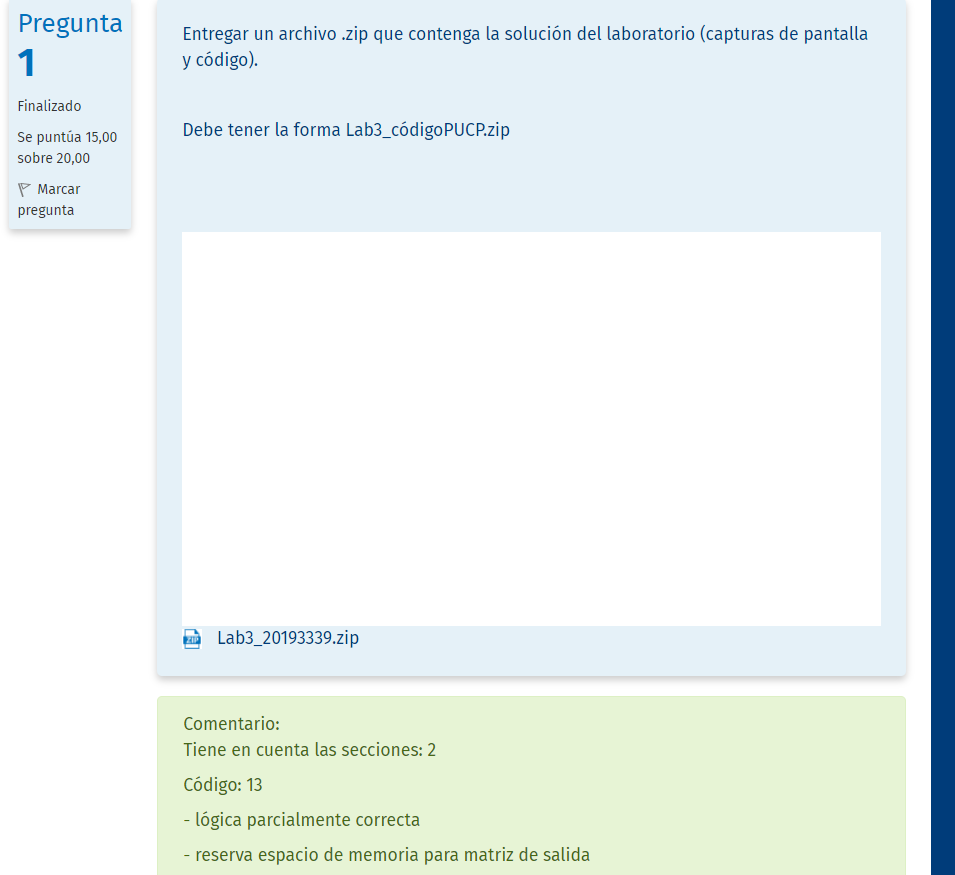 Pregunta
1
Finalizado
Se puntúa 15,00
sobre 20,00
Marcar
pregunta
Entregar un archivo .zip que contenga la solución del laboratorio (capturas de pantalla
y código).
Debe tener la forma Lab3_códigoPUCP.zip
ZIP
Lab3_20193339.zip
Comentario:
Tiene en cuenta las secciones: 2
Código: 13
- lógica parcialmente correcta
- reserva espacio de memoria para matriz de salida